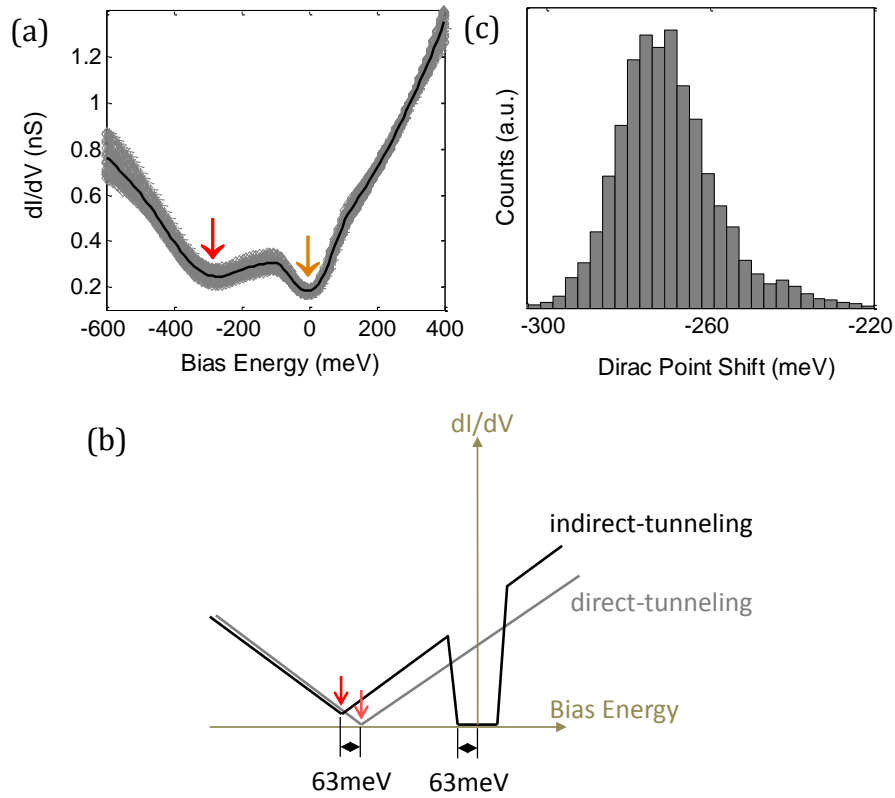 (a)
dI/dV (nS)
1.2
1
0.8
0.6
0.4
0.2
-600 -400 -200 0 200 400
Bias Energy (meV)
(c)
Counts (a.u.)
-300 -260 -220
Dirac Point Shift (meV)
(b)
dI/dV
indirect-tunneling
direct-tunneling
Bias Energy
63meV 63meV